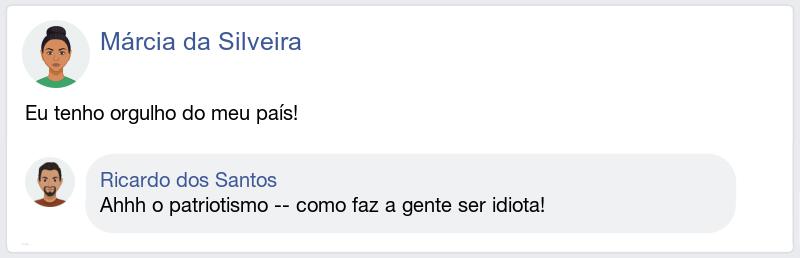 Márcia da Silveira
Eu tenho orgulho do meu país!
Ricardo dos Santos
Ahhh o patriotismo -- como faz a gente ser idiota!